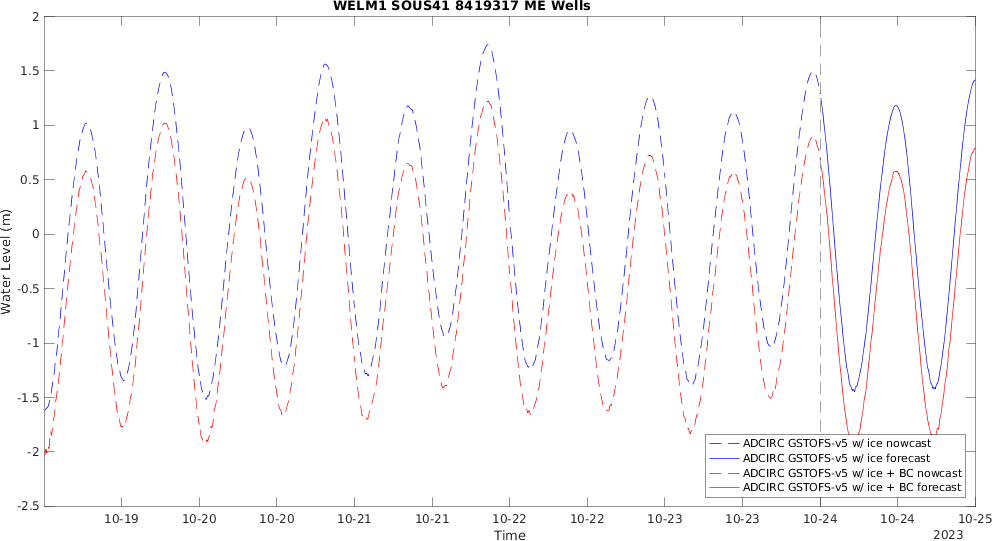 WELM1 SOUS41 8419317 ME Wells
2
1.5
1
0.5
0
-0.5
-1
-1.5
-2
-2.5
Water Level (m)
ADCIRC GSTOFS-v5 w/ ice nowcast
ADCIRC GSTOFS-v5 w/ ice forecast
ADCIRC GSTOFS-v5 w/ ice + BC nowcast
ADCIRC GSTOFS-v5 w/ ice + BC forecast
10-19 10-20 10-20 10-21 10-21 10-22 10-22 10-23 10-23 10-24 10-24 10-25
Time
2023